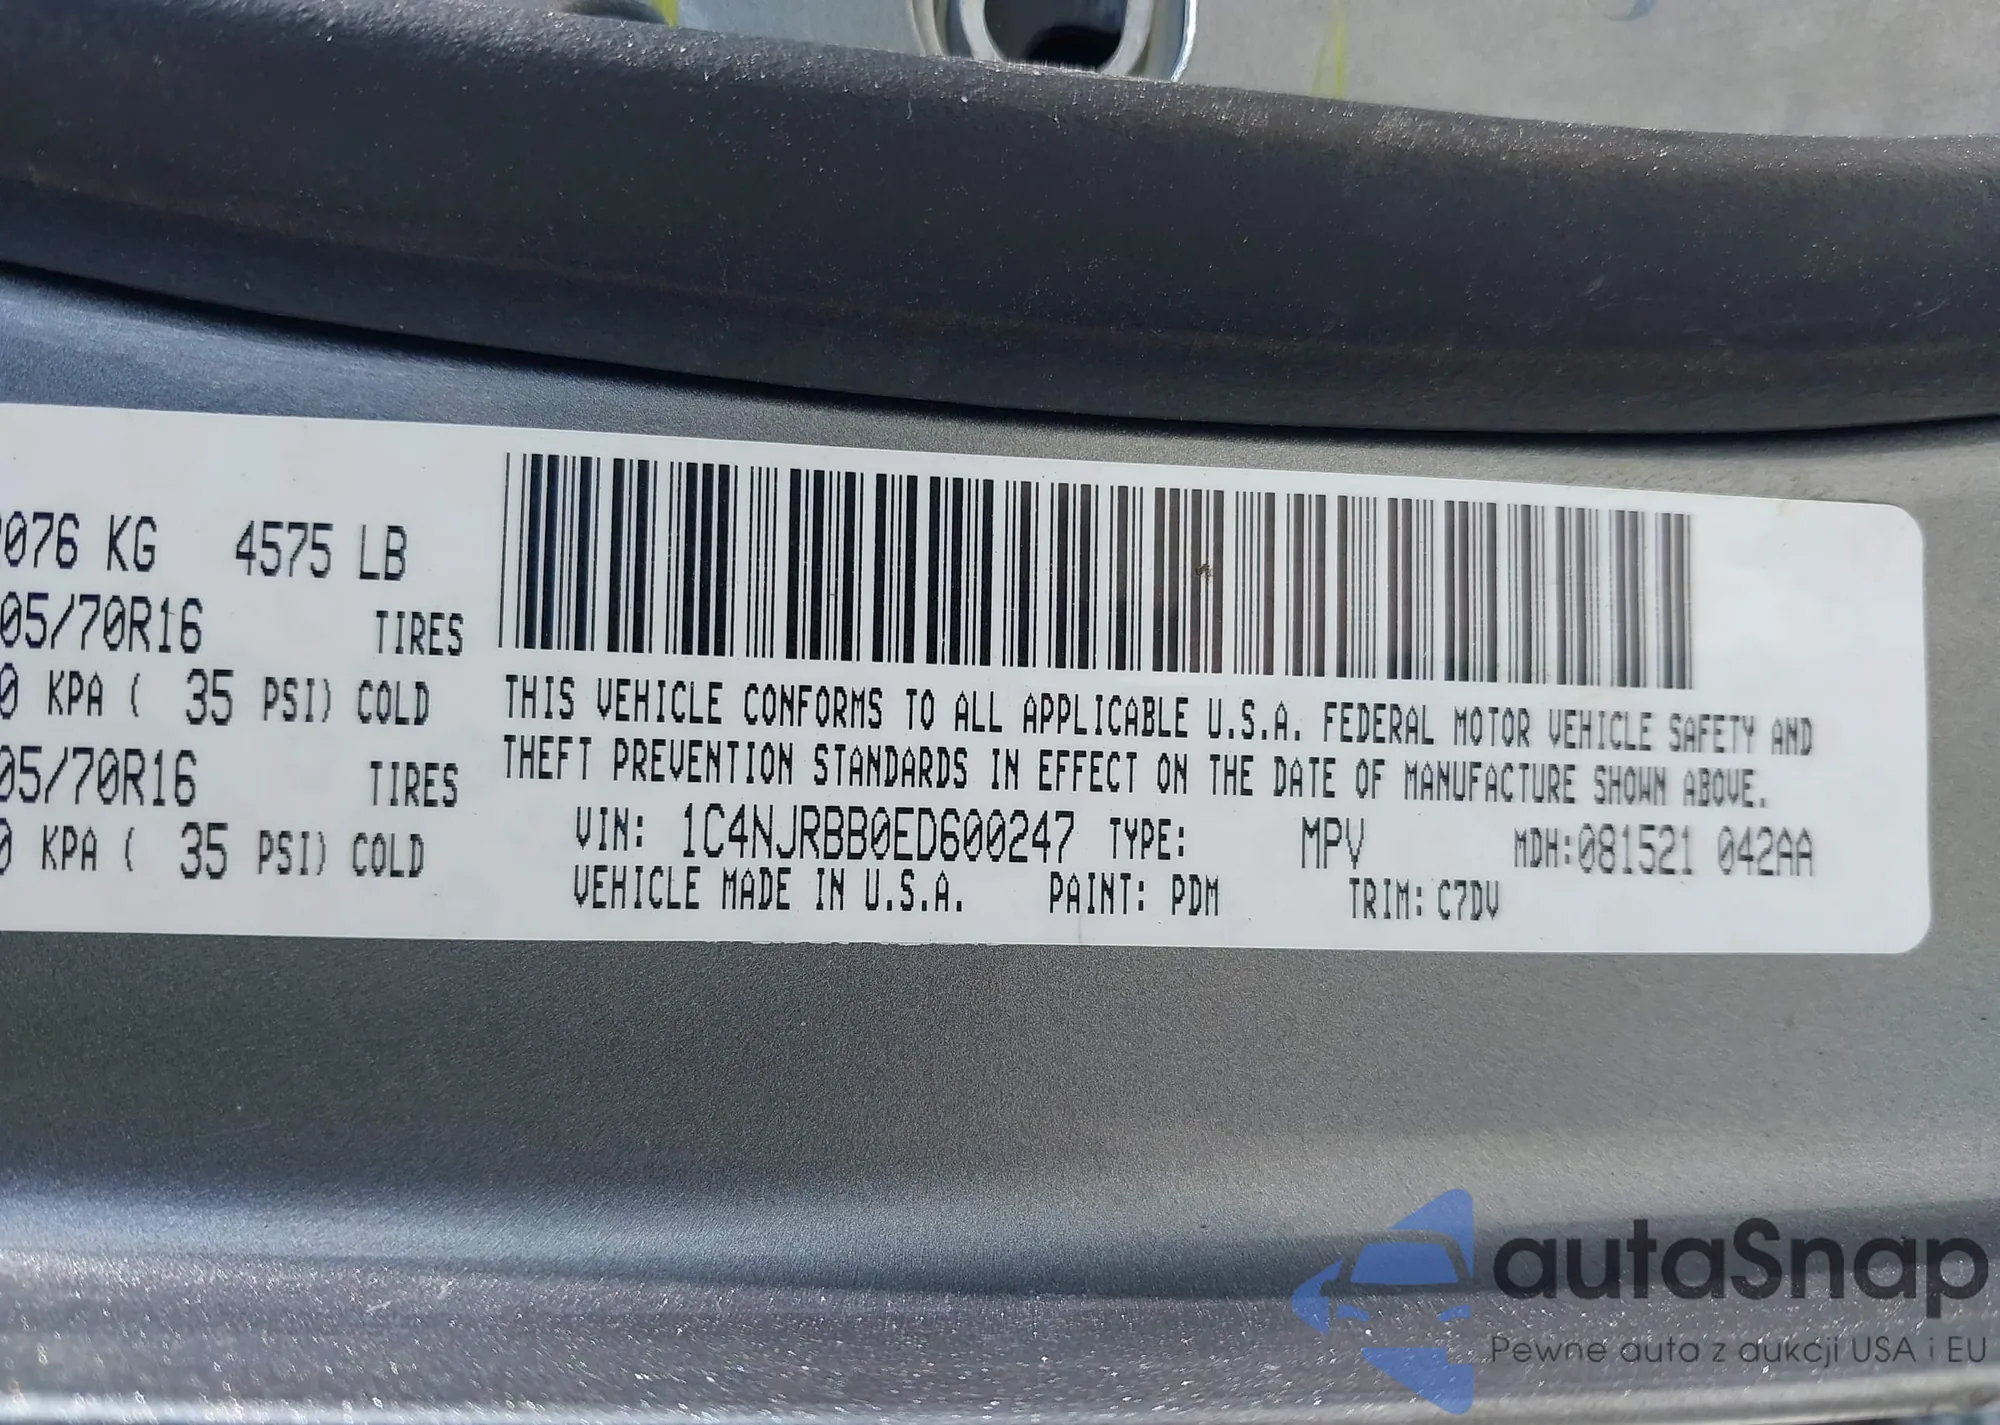 076 KG 4575 LB
05/70R16 TIRES
0 KPA ( 35 PSI) COLD
05/70R16 TIRES
0 KPA ( 35 PSI) COLD
THIS VEHICLE CONFORMS TO ALL APPLICABLE U.S.A. FEDERAL MOTOR VEHICLE SAFETY AND
THEFT PREVENTION STANDARDS IN EFFECT ON THE DATE OF MANUFACTURE SHOWN ABOVE.
VIN: 1C4NJRBB0ED600247 TYPE: MPV MDH:081521 042AA
VEHICLE MADE IN U.S.A. PAINT: PDM TRIM: C7DV
autaSnap
Pewne auta z aukcji USA i EU